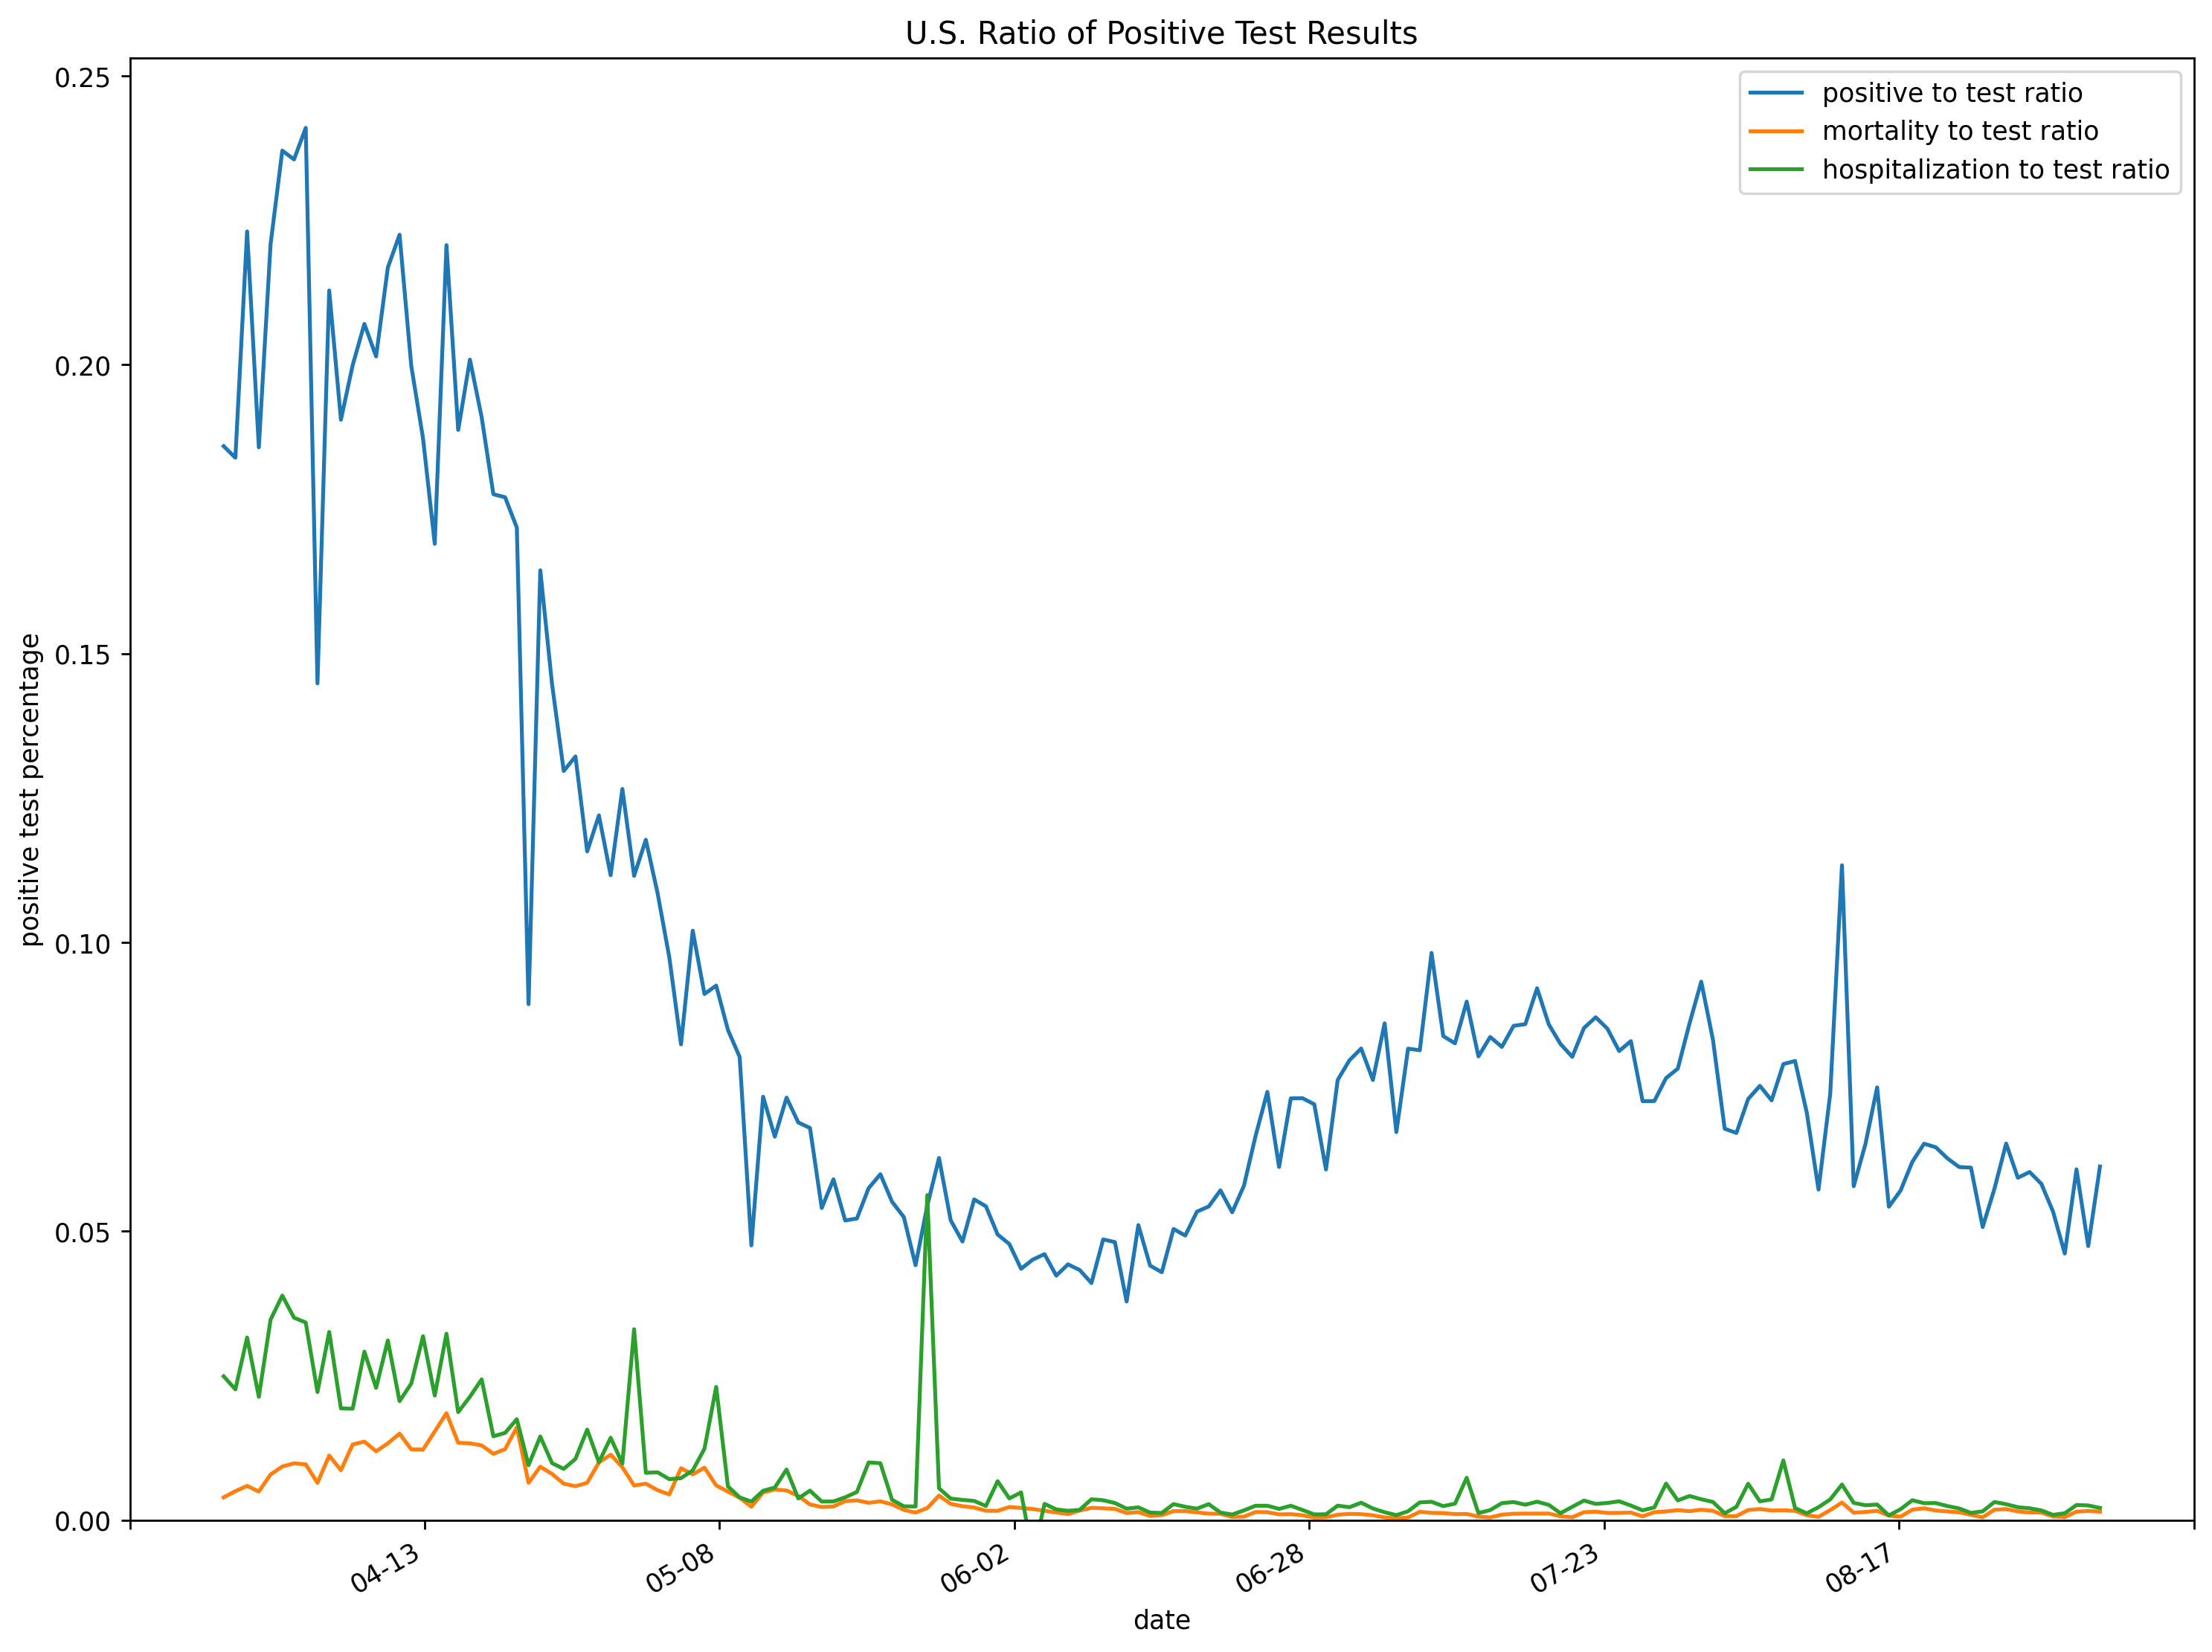 U.S. Ratio of Positive Test Results
positive to test ratio
mortality to test ratio
hospitalization to test ratio
positive test percentage
0.25
0.20
0.15
0.10
0.05
0.00
04-13
05-08
06-02
06-28
07-23
08-17
date